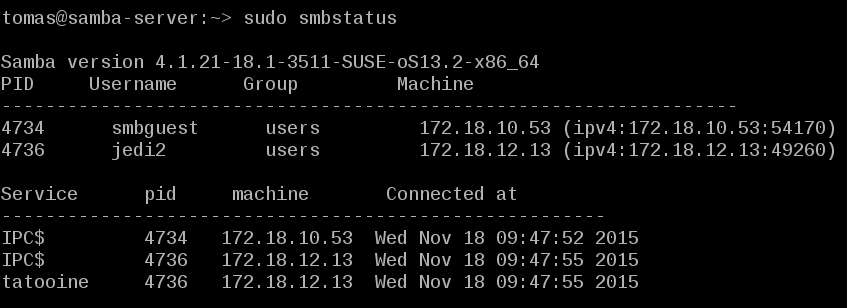 tomas@samba-server:~> sudo smbstatus

Samba version 4.1.21-18.1-3511-SUSE-oS13.2-x86_64
PID     Username      Group         Machine
-------------------------------------------------------------------
4734      smbguest      users         172.18.10.53 (ipv4:172.18.10.53:54170)
4736      jedi2         users         172.18.12.13 (ipv4:172.18.12.13:49260)

Service      pid     machine       Connected at
-------------------------------------------------------
IPC$         4734   172.18.10.53  Wed Nov 18 09:47:52 2015
IPC$         4736   172.18.12.13  Wed Nov 18 09:47:55 2015
tatooine     4736   172.18.12.13  Wed Nov 18 09:47:55 2015